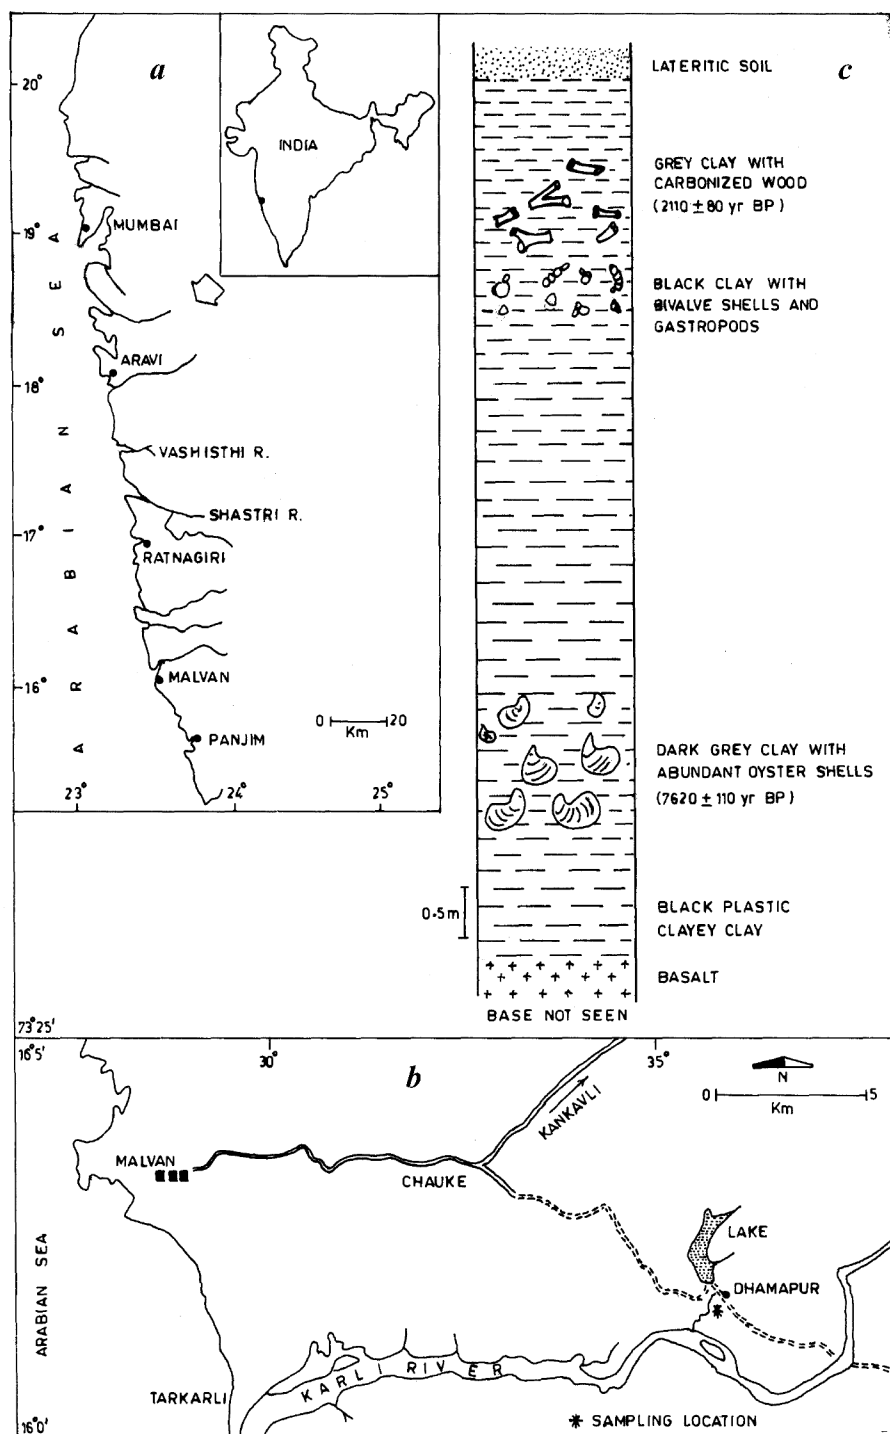 a
INDIA
20°
19°
18°
17°
16°
23°
24°
25°
ARABIAN SEA
MUMBAI
ARAVI
VASHISTHI R.
SHASTRI R.
RATNAGIRI
MALVAN
PANJIM
0 20
Km
c
LATERITIC SOIL
GREY CLAY WITH
CARBONIZED WOOD
(2110 ± 80 yr BP)
BLACK CLAY WITH
BIVALVE SHELLS AND
GASTROPODS
DARK GREY CLAY WITH
ABUNDANT OYSTER SHELLS
(7620 ± 110 yr BP)
0.5m
BLACK PLASTIC
CLAYEY CLAY
BASALT
BASE NOT SEEN
73°25'
16°5'
30°
35°
b
N
0 5
Km
KANKAVLI
MALVAN
CHAUKE
LAKE
DHAMAPUR
ARABIAN SEA
KARLI RIVER
TARKARLI
16°0'
* SAMPLING LOCATION